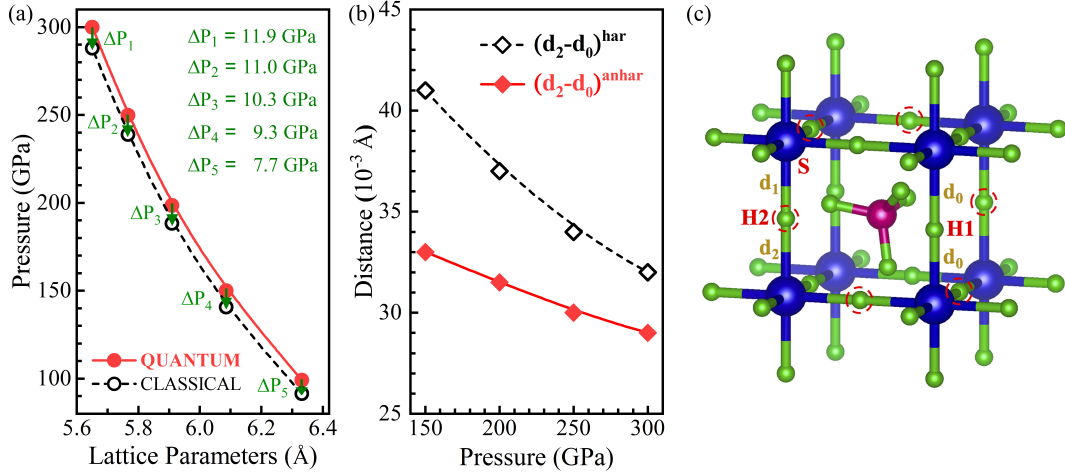 (a)
300
250
200
150
100
Pressure (GPa)
5.6
5.8
6.0
6.2
6.4
Lattice Parameters (Å)
ΔP₁
ΔP₂
ΔP₃
ΔP₄
ΔP₅
ΔP₁ = 11.9 GPa
ΔP₂ = 11.0 GPa
ΔP₃ = 10.3 GPa
ΔP₄ = 9.3 GPa
ΔP₅ = 7.7 GPa
QUANTUM
CLASSICAL
(b)
45
40
35
30
25
Distance (10⁻³ Å)
150
200
250
300
Pressure (GPa)
(d₂-d₀)ʰᵃʳ
(d₂-d₀)ᵃⁿʰᵃʳ
(c)
S
d₁
d₀
H2
H1
d₂
d₀